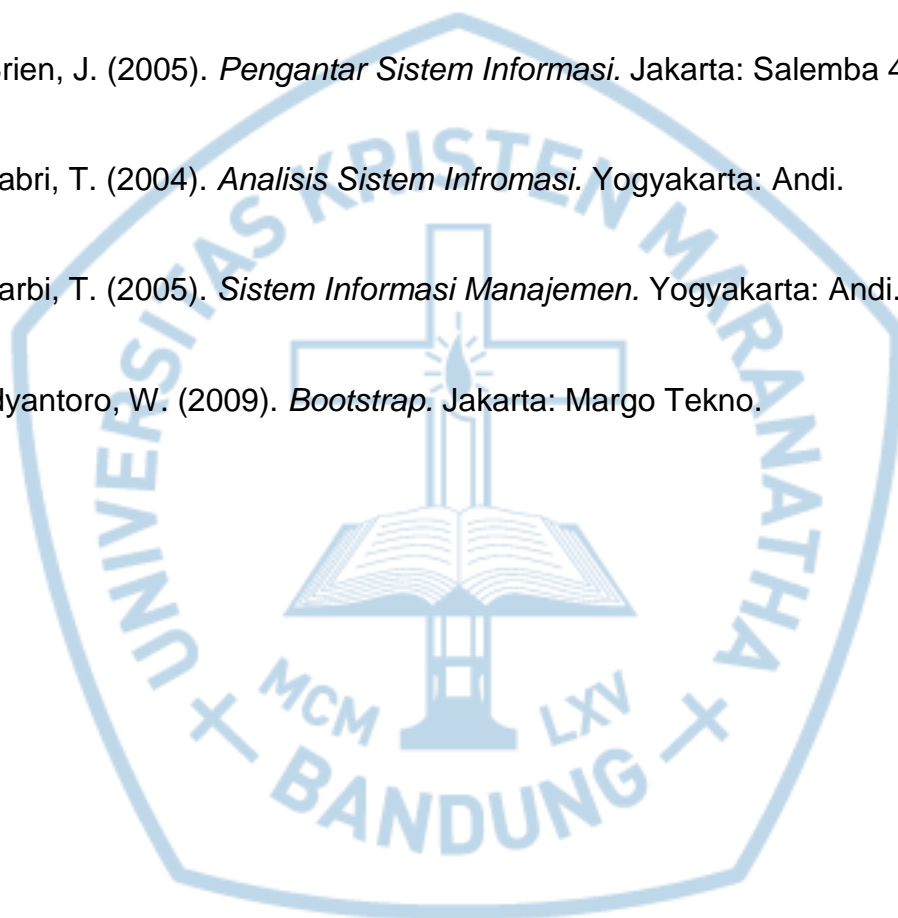 rien, J. (2005). Pengantar Sistem Informasi. Jakarta: Salemba 4
abri, T. (2004). Analisis Sistem Infromasi. Yogyakarta: Andi.
arbi, T. (2005). Sistem Informasi Manajemen. Yogyakarta: Andi.
dyantoro, W. (2009). Bootstrap. Jakarta: Margo Tekno.
UNIVERSITAS KRISTEN MARANATHA
MCM LXV
BANDUNG